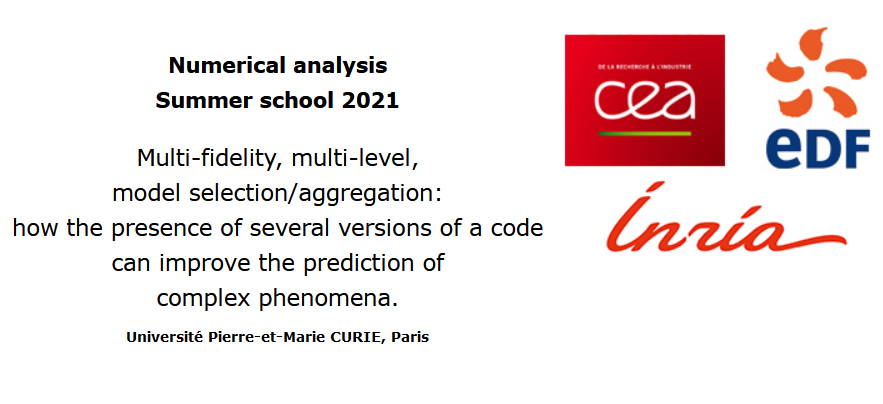 Numerical analysis
Summer school 2021
Multi-fidelity, multi-level,
model selection/aggregation:
how the presence of several versions of a code
can improve the prediction of
complex phenomena.
Université Pierre-et-Marie CURIE, Paris
DE LA RECHERCHE À L'INDUSTRIE
cea
eDF
Inria